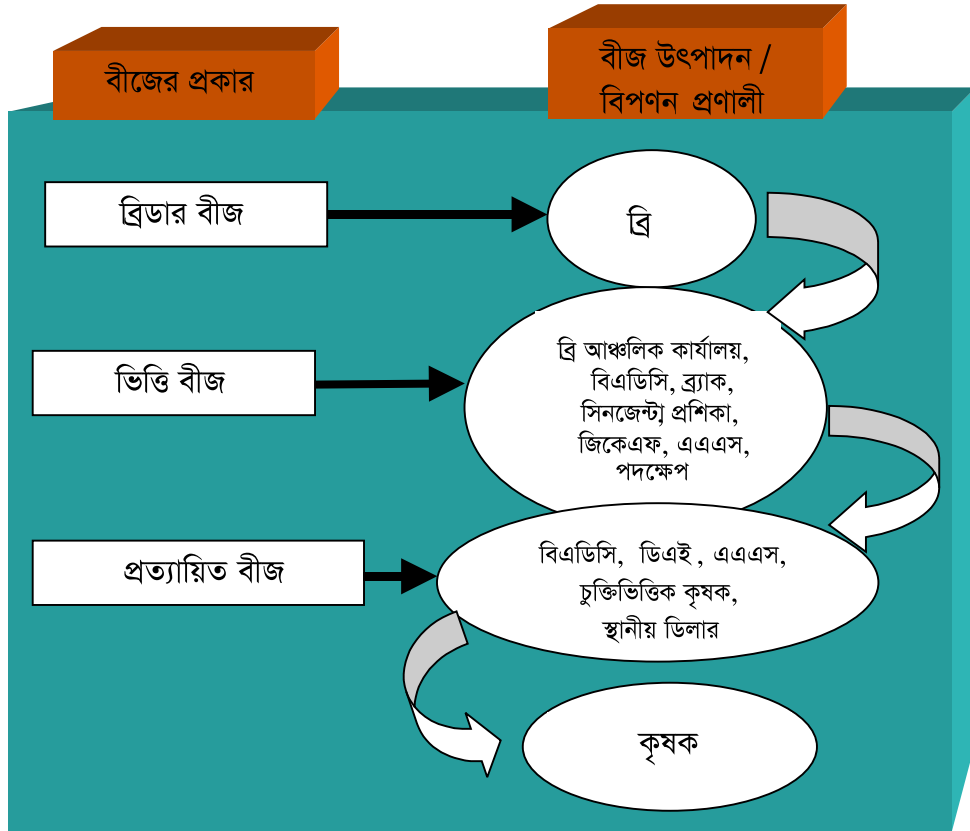 বীজের প্রকার
বীজ উৎপাদন /
বিপণন প্রণালী
ব্রিডার বীজ
ব্রি
ভিত্তি বীজ
ব্রি আঞ্চলিক কার্যালয়,
বিএডিসি, ব্র্যাক,
সিনজেন্টা, প্রশিকা,
জিকেএফ, এএএস,
পদক্ষেপ
প্রত্যায়িত বীজ
বিএডিসি, ডিএই , এএএস,
চুক্তিভিত্তিক কৃষক,
স্থানীয় ডিলার
কৃষক